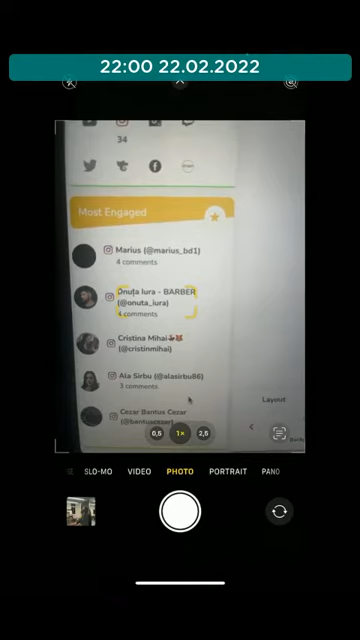 22:00 22.02.2022
34
Most Engaged
Marius (@marius_bd1)
4 comments
Onuța Iura - BARBER
(@onuta_iura)
4 comments
Cristina Mihai
(@cristinmihai)
Ala Sirbu (@alasirbu86)
3 comments
Cezar Bantus Cezar
(@bantuscezar)
Layout
0,5 1× 2,5
SLO-MO VIDEO PHOTO PORTRAIT PANO